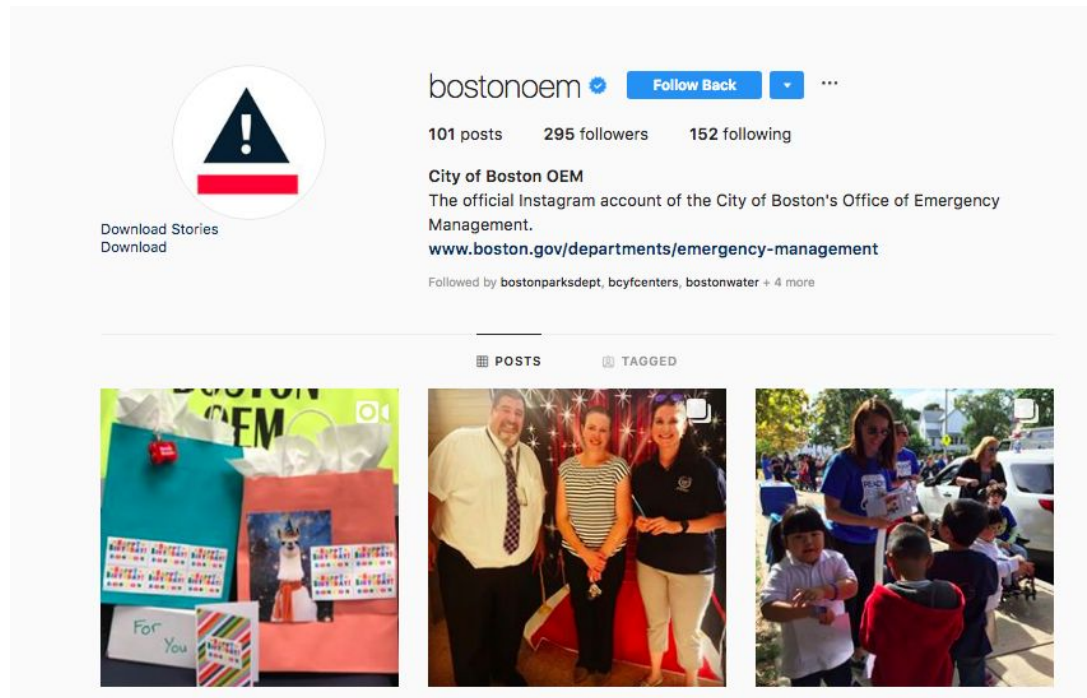 bostonoem Follow Back
101 posts 295 followers 152 following
City of Boston OEM
The official Instagram account of the City of Boston's Office of Emergency
Management.
www.boston.gov/departments/emergency-management
Followed by bostonparksdept, bcyfcenters, bostonwater + 4 more
Download Stories
Download
POSTS TAGGED
BOSTON
OEM
For
You